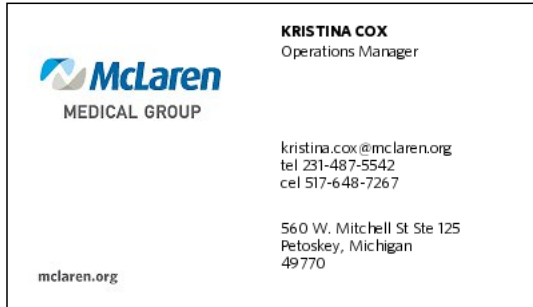 McLaren
MEDICAL GROUP
mclaren.org
KRISTINA COX
Operations Manager
kristina.cox@mclaren.org
tel 231-487-5542
cel 517-648-7267
560 W. Mitchell St Ste 125
Petoskey, Michigan
49770